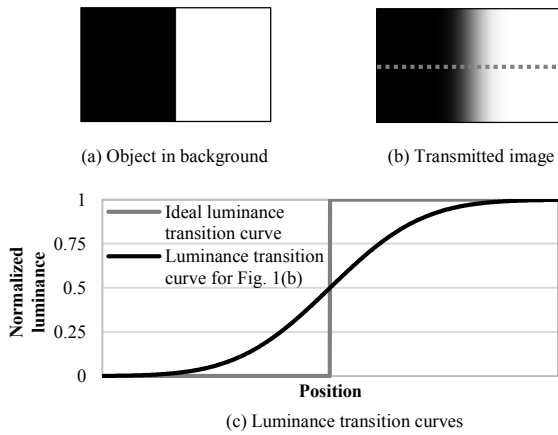 (a) Object in background
(b) Transmitted image
1
0.75
0.5
0.25
0
Normalized
luminance
Ideal luminance
transition curve
Luminance transition
curve for Fig. 1(b)
Position
(c) Luminance transition curves